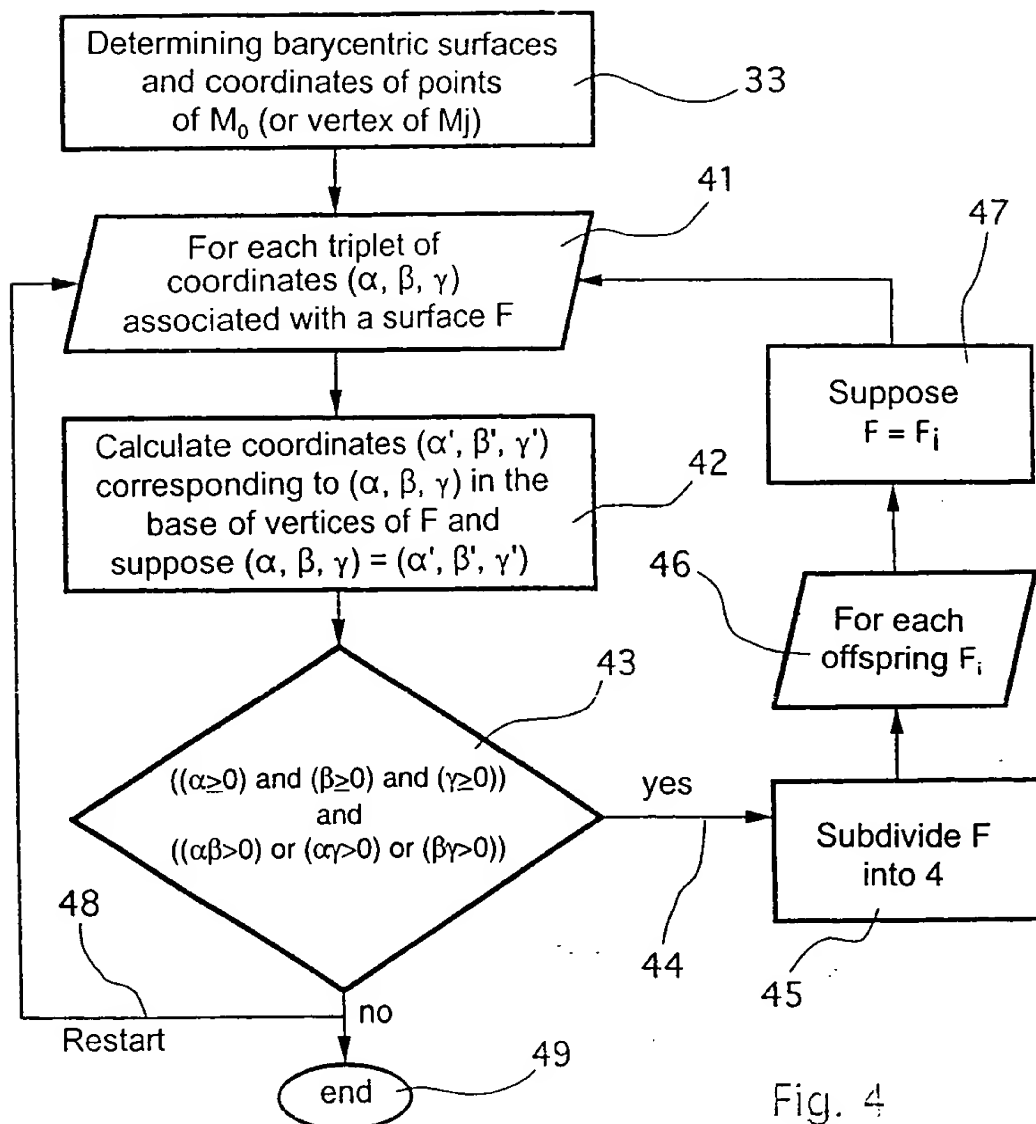 Determining barycentric surfaces
and coordinates of points
of M₀ (or vertex of Mj)
33
41
For each triplet of
coordinates (α, β, γ)
associated with a surface F
47
Suppose
F = Fi
Calculate coordinates (α', β', γ')
corresponding to (α, β, γ) in the
base of vertices of F and
suppose (α, β, γ) = (α', β', γ')
42
46
For each
offspring Fi
43
((α≥0) and (β≥0) and (γ≥0))
and
((αβ>0) or (αγ>0) or (βγ>0))
yes
44
Subdivide F
into 4
45
48
Restart
no
end
49
Fig. 4